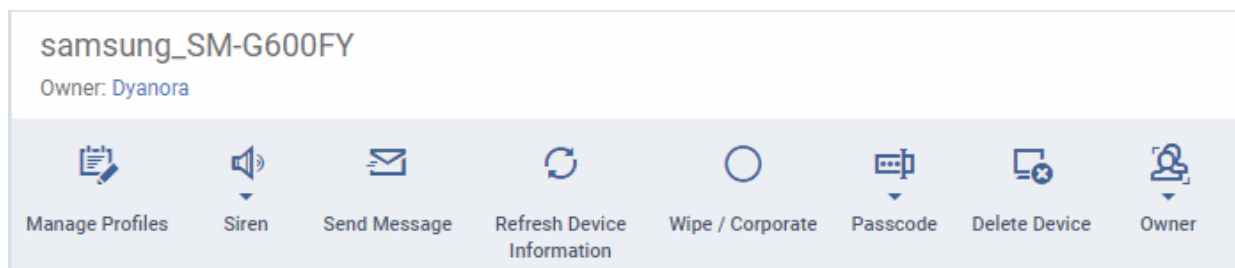 samsung_SM-G600FY
Owner: Dyanora
Manage Profiles
Siren
Send Message
Refresh Device
Information
Wipe / Corporate
Passcode
Delete Device
Owner